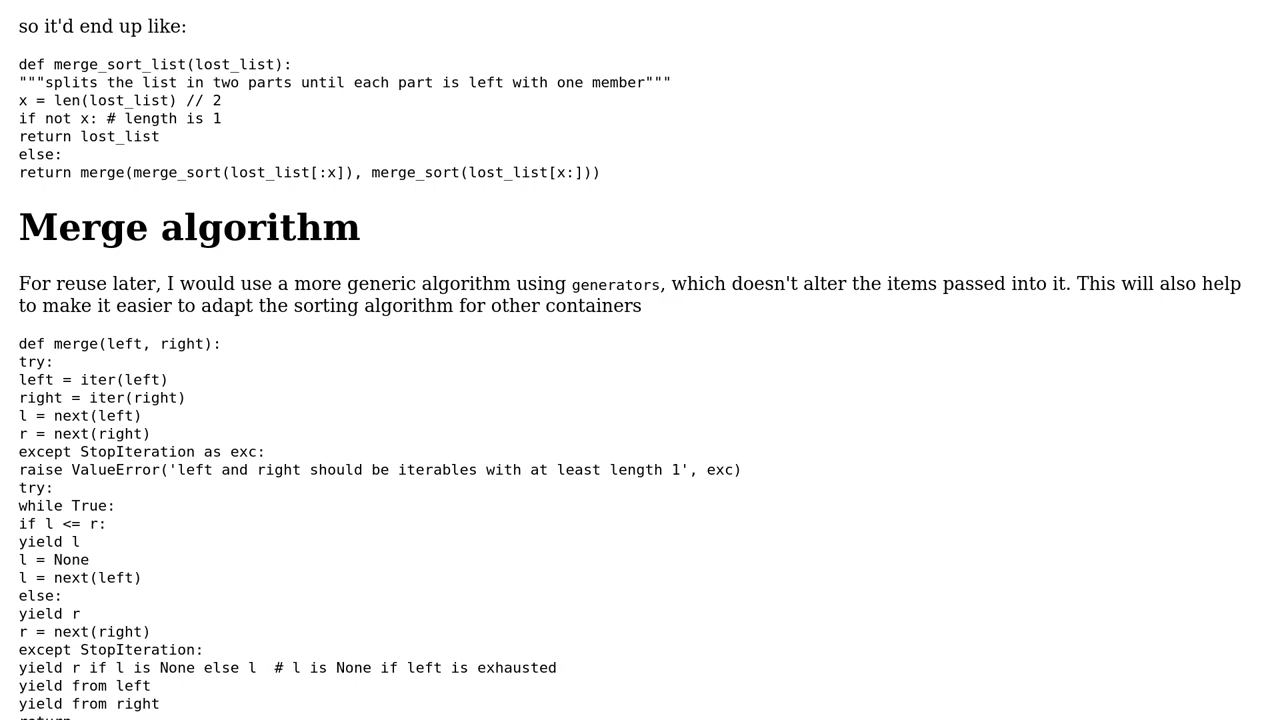 so it'd end up like:
def merge_sort_list(lost_list):
"""splits the list in two parts until each part is left with one member"""
x = len(lost_list) // 2
if not x: # length is 1
return lost_list
else:
return merge(merge_sort(lost_list[:x]), merge_sort(lost_list[x:]))
Merge algorithm
For reuse later, I would use a more generic algorithm using generators, which doesn't alter the items passed into it. This will also help
to make it easier to adapt the sorting algorithm for other containers
def merge(left, right):
try:
left = iter(left)
right = iter(right)
l = next(left)
r = next(right)
except StopIteration as exc:
raise ValueError('left and right should be iterables with at least length 1', exc)
try:
while True:
if l <= r:
yield l
l = None
l = next(left)
else:
yield r
r = next(right)
except StopIteration:
yield r if l is None else l  # l is None if left is exhausted
yield from left
yield from right